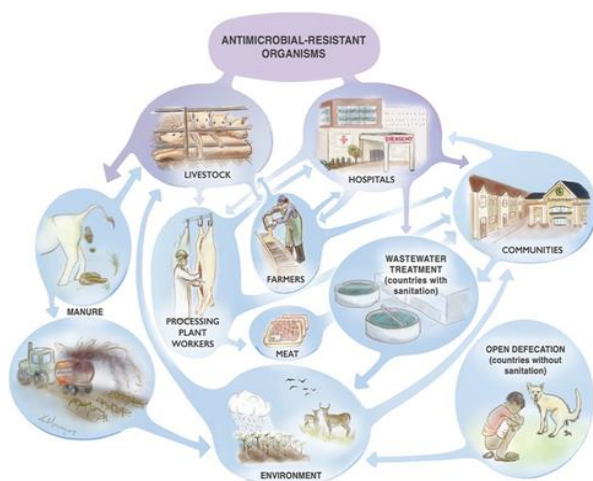 ANTIMICROBIAL-RESISTANT
ORGANISMS
LIVESTOCK
HOSPITALS
EMERGENCY
COMMUNITIES
FARMERS
WASTEWATER
TREATMENT
(countries with
sanitation)
MANURE
PROCESSING
PLANT
WORKERS
MEAT
OPEN DEFECATION
(countries without
sanitation)
ENVIRONMENT